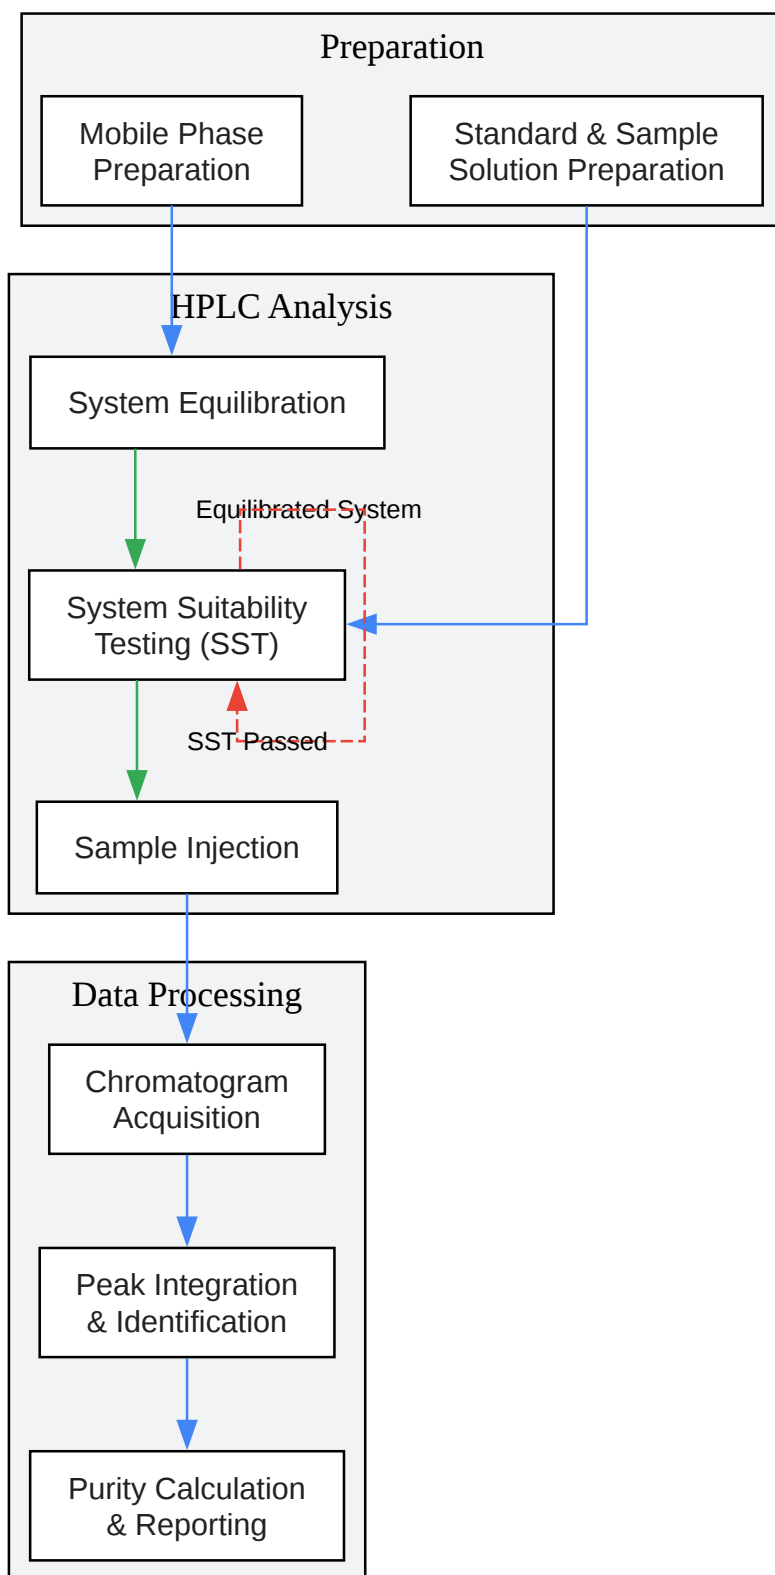 Preparation
Mobile Phase
Preparation
Standard & Sample
Solution Preparation
HPLC Analysis
System Equilibration
Equilibrated System
System Suitability
Testing (SST)
SST Passed
Sample Injection
Data Processing
Chromatogram
Acquisition
Peak Integration
& Identification
Purity Calculation
& Reporting